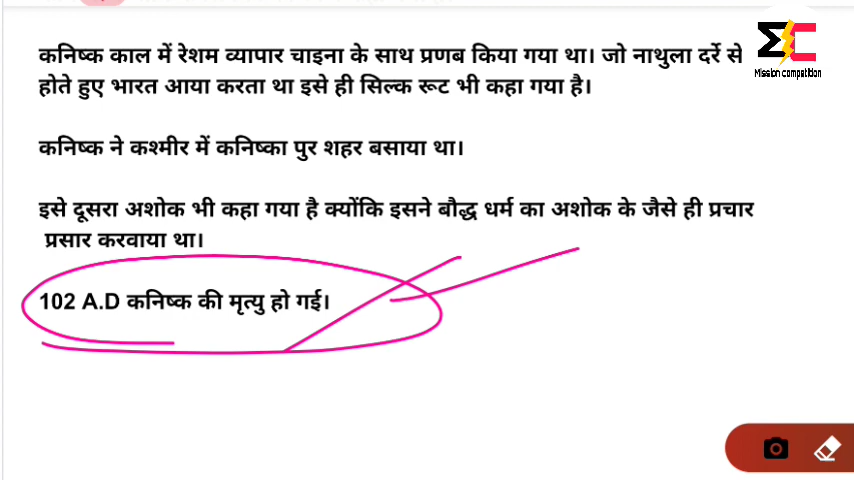 कनिष्क काल में रेशम व्यापार चाइना के साथ प्रणब किया गया था। जो नाथुला दर्रे से
होते हुए भारत आया करता था इसे ही सिल्क रूट भी कहा गया है।
कनिष्क ने कश्मीर में कनिष्का पुर शहर बसाया था।
इसे दूसरा अशोक भी कहा गया है क्योंकि इसने बौद्ध धर्म का अशोक के जैसे ही प्रचार
प्रसार करवाया था।
102 A.D कनिष्क की मृत्यु हो गई।
Mission compettion